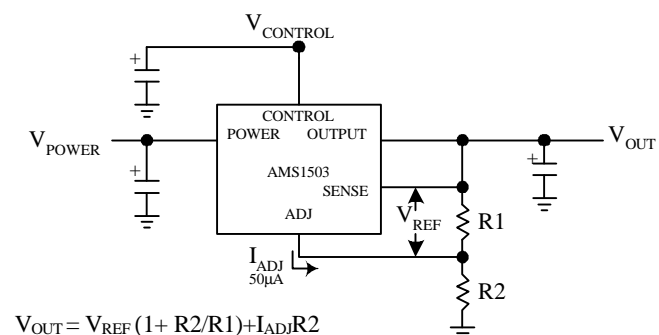 VCONTROL
+
CONTROL
VPOWER
POWER OUTPUT
VOUT
+
AMS1503
+
SENSE
ADJ
VREF
R1
IADJ
50µA
R2
VOUT = VREF (1+ R2/R1)+IADJR2